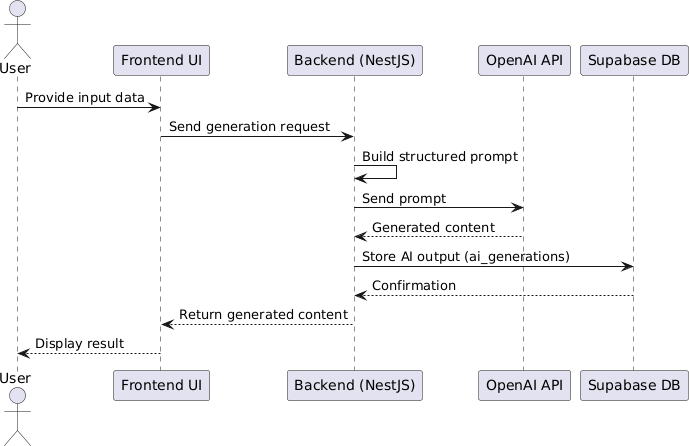 User
Frontend UI
Backend (NestJS)
OpenAI API
Supabase DB
Provide input data
Send generation request
Build structured prompt
Send prompt
Generated content
Store AI output (ai_generations)
Confirmation
Return generated content
Display result
User
Frontend UI
Backend (NestJS)
OpenAI API
Supabase DB